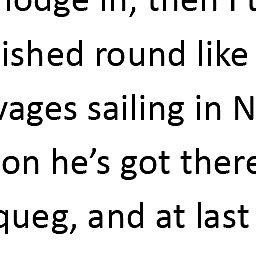 lodge in, then I t
ished round like
vages sailing in N
on he's got there
queg, and at last